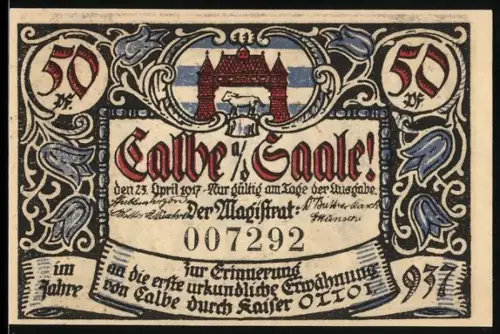 50 Pf.
50 Pf.
Calbe a/ Saale!
den 23. April 1917 - Nur gültig am Tage der Ausgabe.
Der Magistrat:
007292
im Jahre
zur Erinnerung
an die erste urkundliche Erwähnung
von Calbe durch Kaiser OTTO I.
937